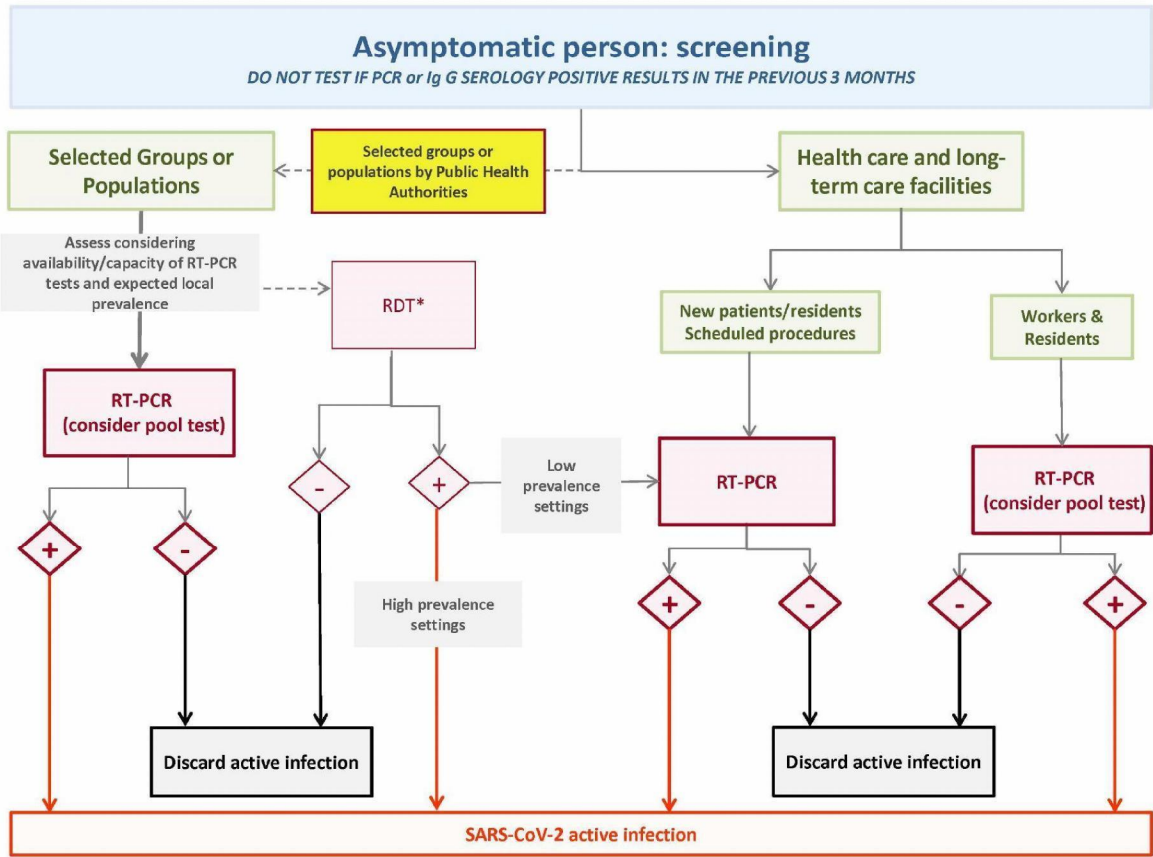 Asymptomatic person: screening
DO NOT TEST IF PCR or Ig G SEROLOGY POSITIVE RESULTS IN THE PREVIOUS 3 MONTHS
Selected Groups or
Populations
Selected groups or
populations by Public Health
Authorities
Health care and long-
term care facilities
Assess considering
availability/capacity of RT-PCR
tests and expected local
prevalence
RDT*
New patients/residents
Scheduled procedures
Workers &
Residents
RT-PCR
(consider pool test)
-
+
Low
prevalence
settings
RT-PCR
RT-PCR
(consider pool test)
+
-
High prevalence
settings
+
-
-
+
Discard active infection
Discard active infection
SARS-CoV-2 active infection